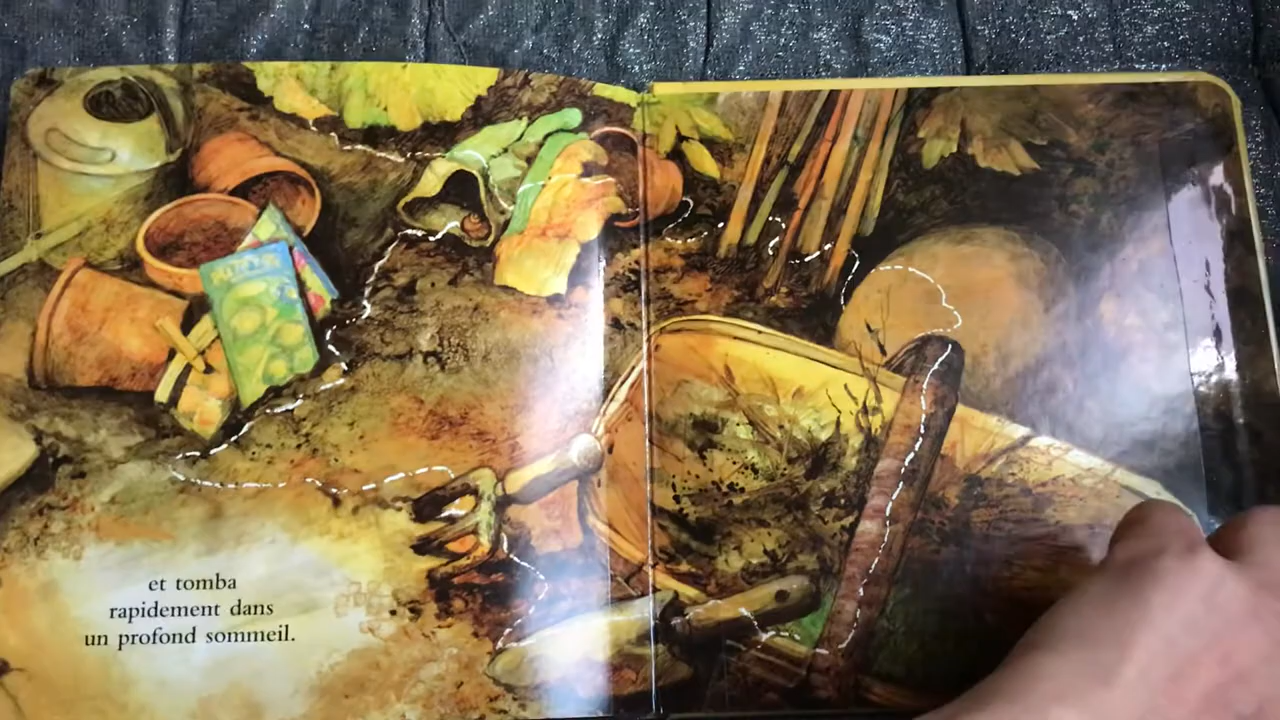 et tomba
rapidement dans
un profond sommeil.